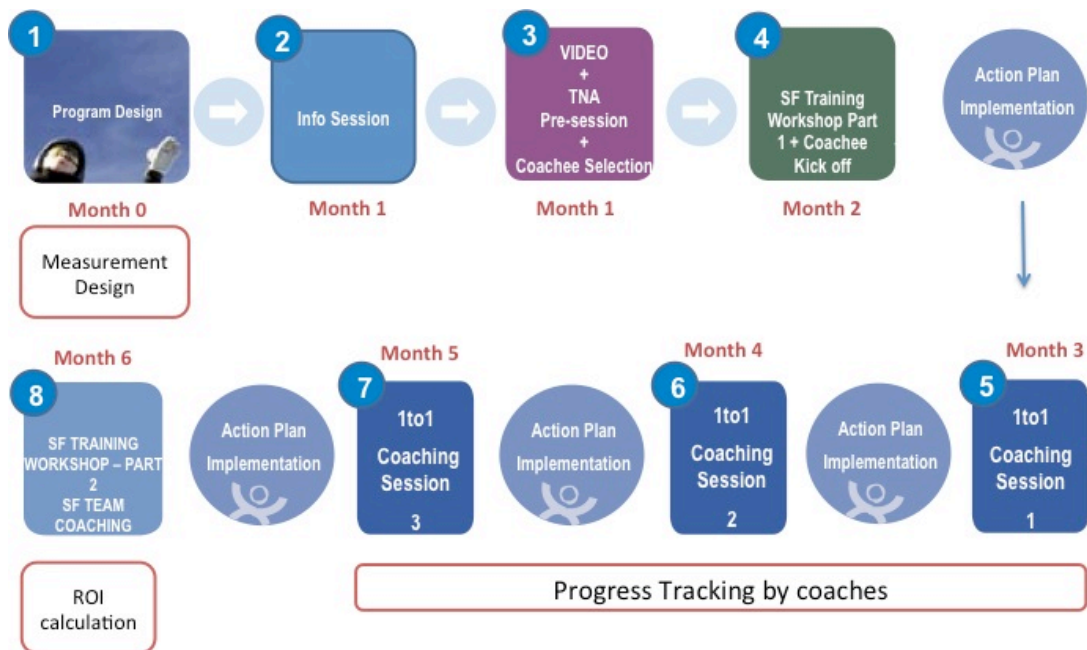 1
Program Design
Month 0
Measurement
Design
2
Info Session
Month 1
3
VIDEO
+
TNA
Pre-session
+
Coachee Selection
Month 1
4
SF Training
Workshop Part
1 + Coachee
Kick off
Month 2
Action Plan
Implementation
Month 3
5
1to1
Coaching
Session
1
Action Plan
Implementation
Month 4
6
1to1
Coaching
Session
2
Action Plan
Implementation
Month 5
7
1to1
Coaching
Session
3
Progress Tracking by coaches
Action Plan
Implementation
Month 6
8
SF TRAINING
WORKSHOP – PART
2
SF TEAM
COACHING
ROI
calculation